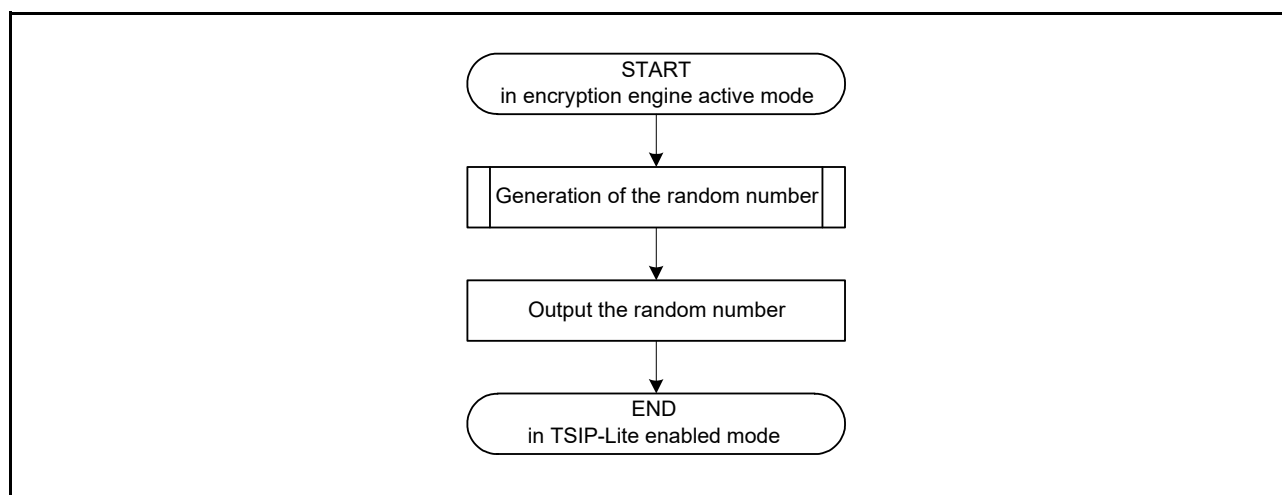 START
in encryption engine active mode
Generation of the random number
Output the random number
END
in TSIP-Lite enabled mode